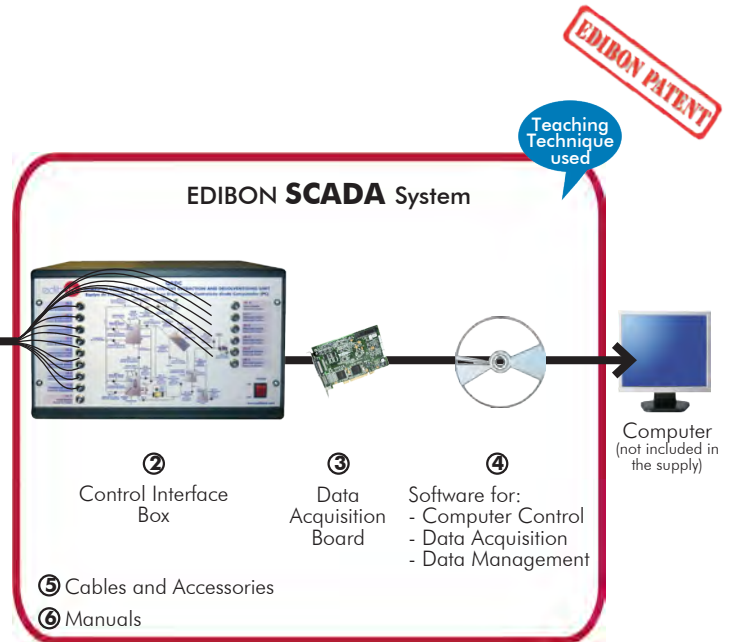 EDIBON PATENT
Teaching
Technique
used
EDIBON SCADA System
②
Control Interface
Box
③
Data
Acquisition
Board
④
Software for:
- Computer Control
- Data Acquisition
- Data Management
Computer
(not included in
the supply)
⑤ Cables and Accessories
⑥ Manuals